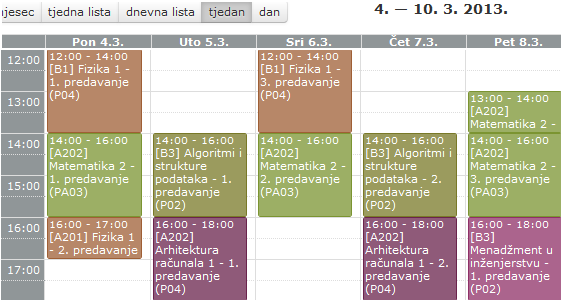 mjesec tjedna lista dnevna lista tjedan dan
4. — 10. 3. 2013.
Pon 4.3. Uto 5.3. Sri 6.3. Čet 7.3. Pet 8.3.
12:00
13:00
14:00
15:00
16:00
17:00
12:00 - 14:00
[B1] Fizika 1 -
1. predavanje
(P04)
14:00 - 16:00
[A202]
Matematika 2 -
1. predavanje
(PA03)
16:00 - 17:00
[A201] Fizika 1
- 2. predavanje
14:00 - 16:00
[B3] Algoritmi i
strukture
podataka - 1.
predavanje
(P02)
16:00 - 18:00
[A202]
Arhitektura
računala 1 - 1.
predavanje
(P04)
12:00 - 14:00
[B1] Fizika 1 -
3. predavanje
(P04)
14:00 - 16:00
[A202]
Matematika 2 -
2. predavanje
(PA03)
14:00 - 16:00
[B3] Algoritmi i
strukture
podataka - 2.
predavanje
(P02)
16:00 - 18:00
[A202]
Arhitektura
računala 1 - 2.
predavanje
(P04)
13:00 - 14:00
[A202]
Matematika 2 -
14:00 - 16:00
[A202]
Matematika 2 -
3. predavanje
(PA03)
16:00 - 18:00
[B3]
Menadžment u
inženjerstvu -
1. predavanje
(P02)